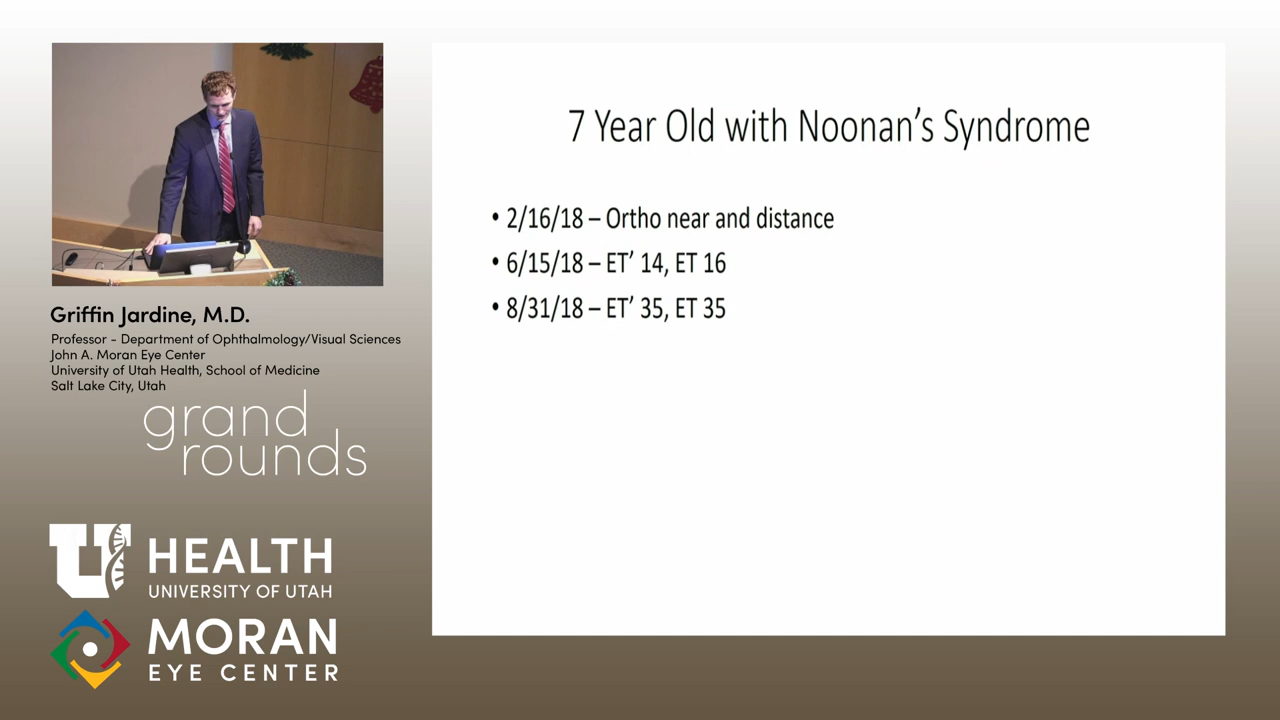 7 Year Old with Noonan's Syndrome
• 2/16/18 – Ortho near and distance
• 6/15/18 – ET' 14, ET 16
• 8/31/18 – ET' 35, ET 35
Griffin Jardine, M.D.
Professor - Department of Ophthalmology/Visual Sciences
John A. Moran Eye Center
University of Utah Health, School of Medicine
Salt Lake City, Utah
grand
rounds
U HEALTH
UNIVERSITY OF UTAH
MORAN
EYE CENTER